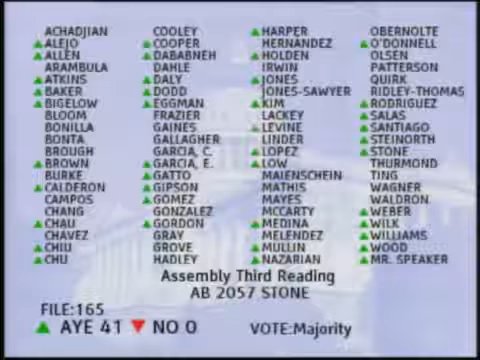 ACHADJIAN COOLEY ▲HARPER OBERNOLTE
▲ALEJO ▲COOPER HERNANDEZ ▲O'DONNELL
▲ALLEN ▲DABABNEH ▲HOLDEN OLSEN
ARAMBULA DAHLE IRWIN PATTERSON
▲ATKINS ▲DALY ▲JONES QUIRK
▲BAKER ▲DODD JONES-SAWYER RIDLEY-THOMAS
▲BIGELOW ▲EGGMAN ▲KIM ▲RODRIGUEZ
BLOOM FRAZIER LACKEY ▲SALAS
BONILLA GAINES ▲LEVINE ▲SANTIAGO
BONTA GALLAGHER LINDER ▲STEINORTH
BROUGH GARCIA, C. ▲LOPEZ ▲STONE
▲BROWN ▲GARCIA, E. ▲LOW THURMOND
BURKE ▲GATTO MAIENSCHEIN TING
▲CALDERON ▲GIPSON MATHIS WAGNER
CAMPOS ▲GOMEZ MAYES WALDRON
CHANG GONZALEZ MCCARTY ▲WEBER
▲CHAU ▲GORDON ▲MEDINA ▲WILK
CHAVEZ GRAY MELENDEZ ▲WILLIAMS
▲CHIU GROVE ▲MULLIN ▲WOOD
▲CHU HADLEY ▲NAZARIAN ▲MR. SPEAKER
Assembly Third Reading
AB 2057 STONE
FILE:165
▲ AYE 41 ▼ NO 0 VOTE:Majority